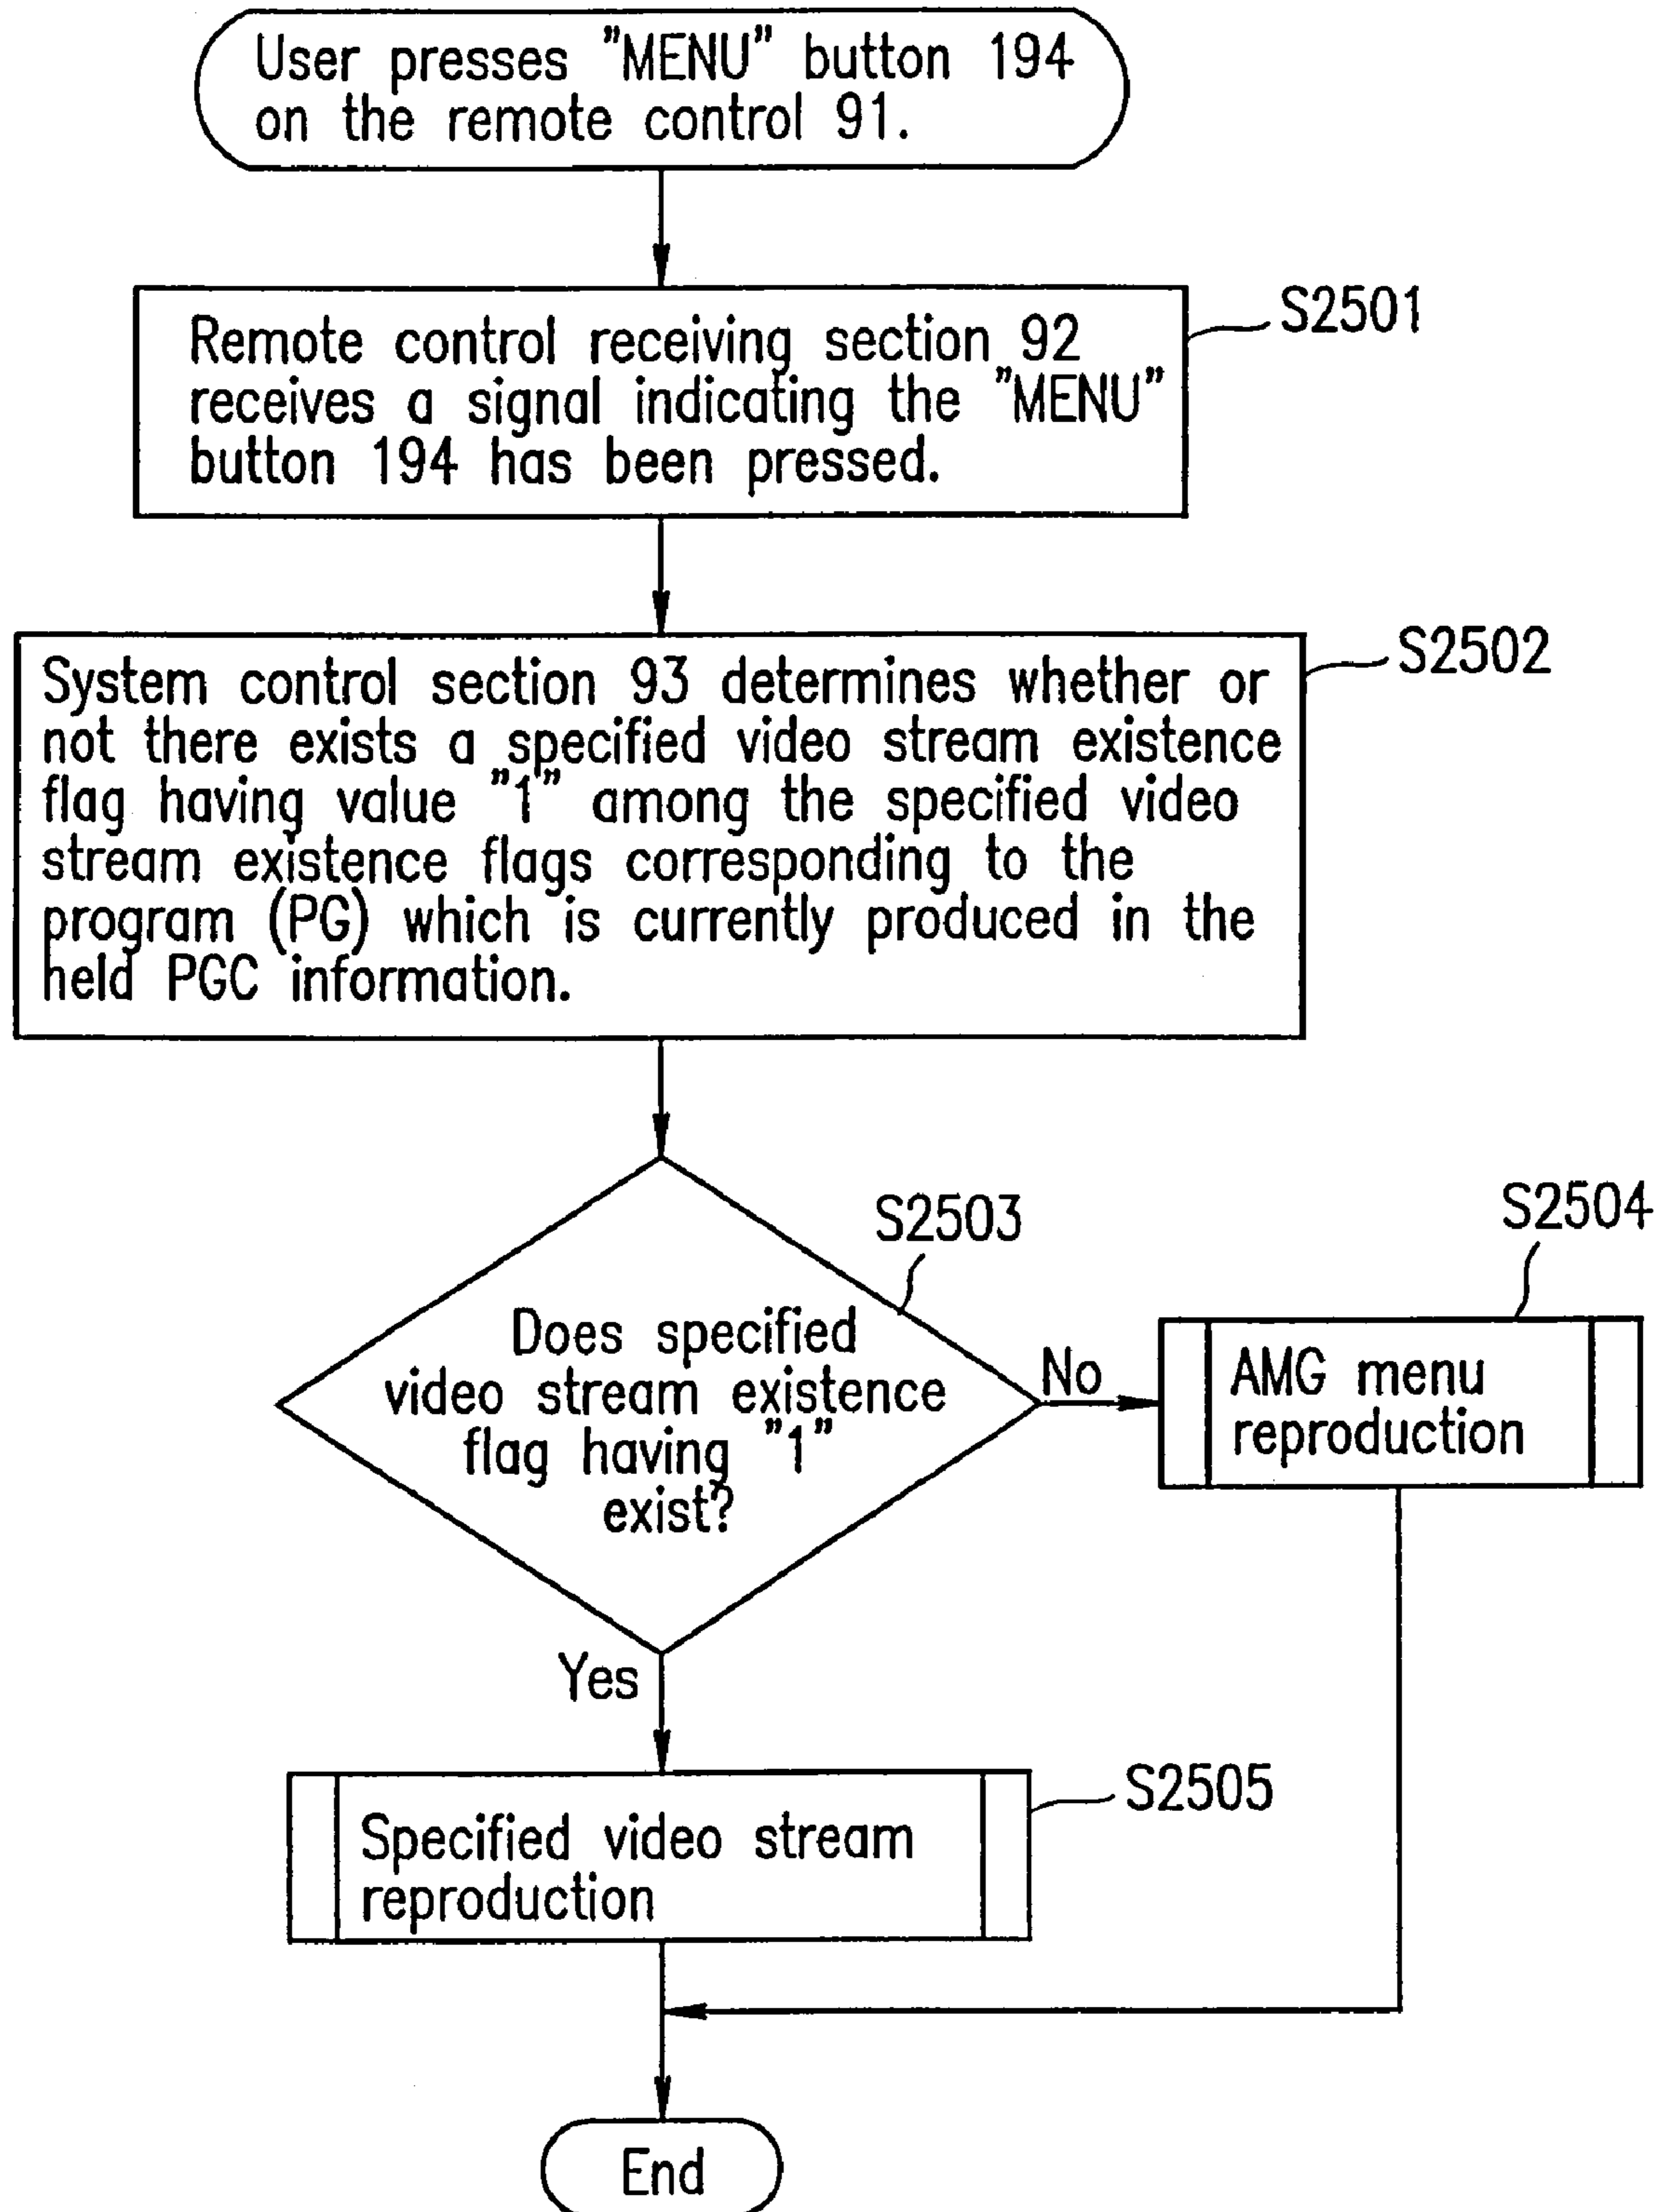 User presses "MENU" button 194
on the remote control 91.
S2501
Remote control receiving section 92
receives a signal indicating the "MENU"
button 194 has been pressed.
S2502
System control section 93 determines whether or
not there exists a specified video stream existence
flag having value "1" among the specified video
stream existence flags corresponding to the
program (PG) which is currently produced in the
held PGC information.
S2503
Does specified
video stream existence
flag having "1"
exist?
No
S2504
AMG menu
reproduction
Yes
S2505
Specified video stream
reproduction
End